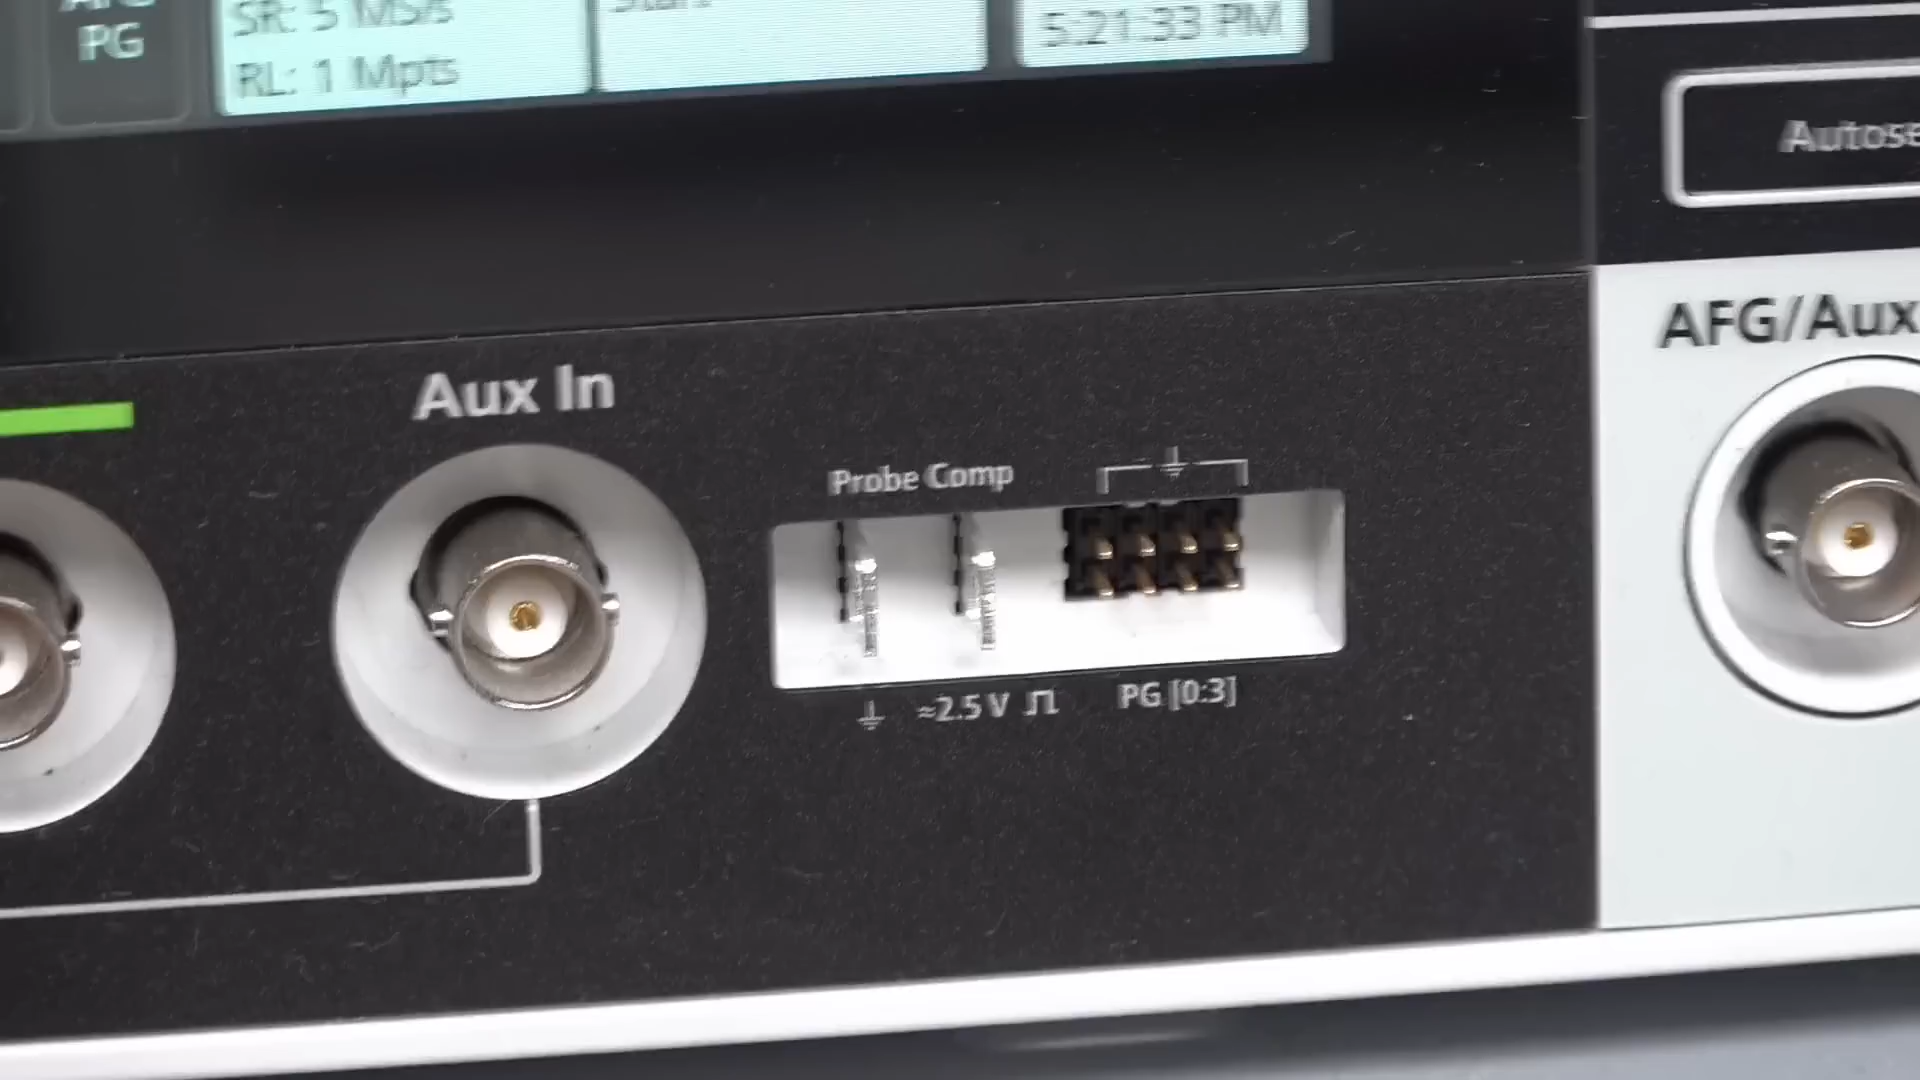 PG
SR: 5 MS/s
RL: 1 Mpts
5:21:33 PM
AFG/Aux
Aux In
Probe Comp
≈2.5 V
PG [0:3]